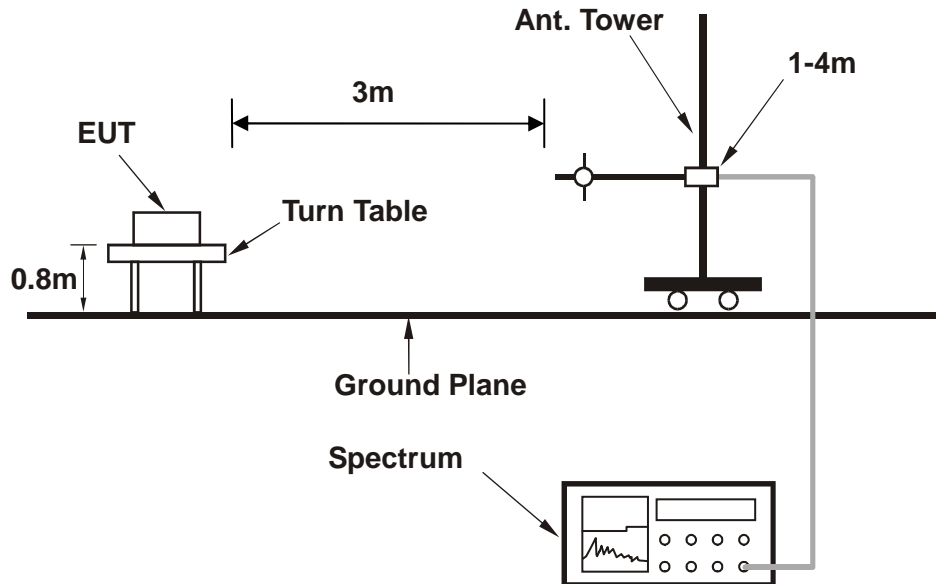 Ant. Tower
1-4m
3m
EUT
Turn Table
0.8m
Ground Plane
Spectrum